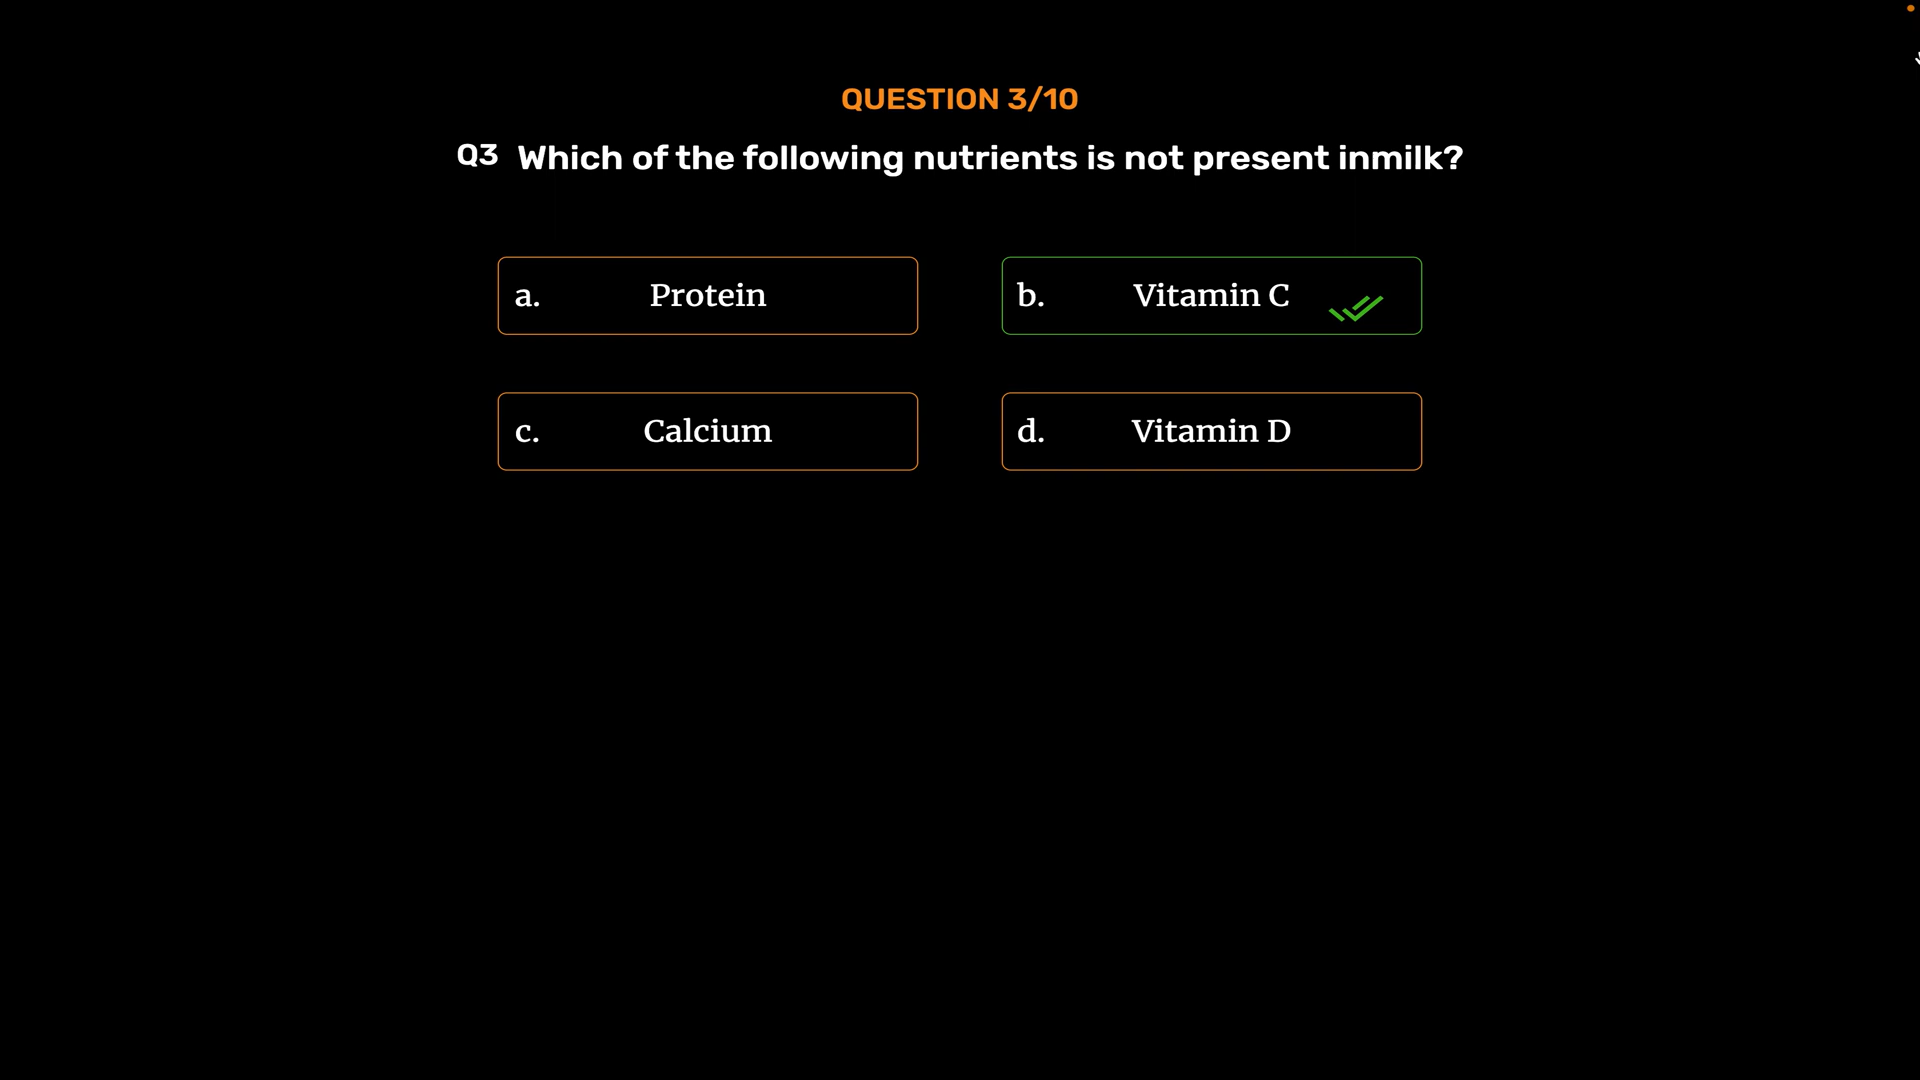 QUESTION 3/10
Q3 Which of the following nutrients is not present inmilk?
a. Protein
b. Vitamin C
c. Calcium
d. Vitamin D